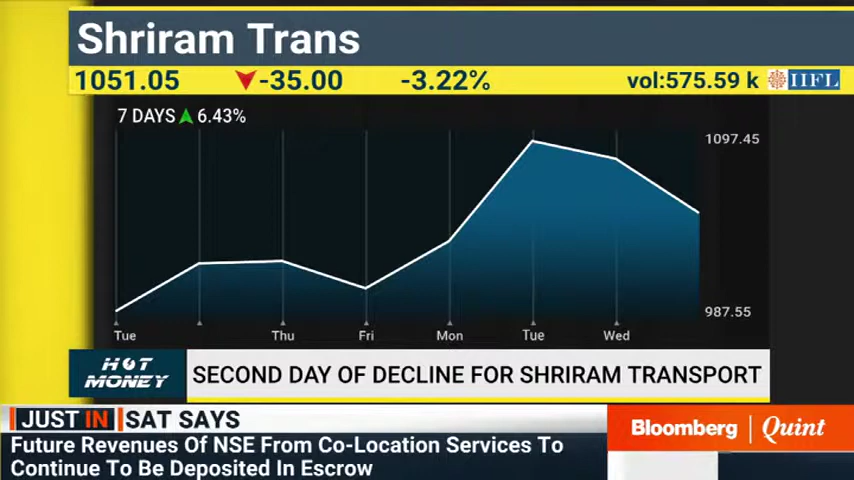 Shriram Trans
1051.05 -35.00 -3.22% vol:575.59 k IIFL
7 DAYS 6.43%
1097.45
987.55
Tue Thu Fri Mon Tue Wed
HOT
MONEY
SECOND DAY OF DECLINE FOR SHRIRAM TRANSPORT
JUST IN SAT SAYS
Future Revenues Of NSE From Co-Location Services To
Continue To Be Deposited In Escrow
Bloomberg | Quint